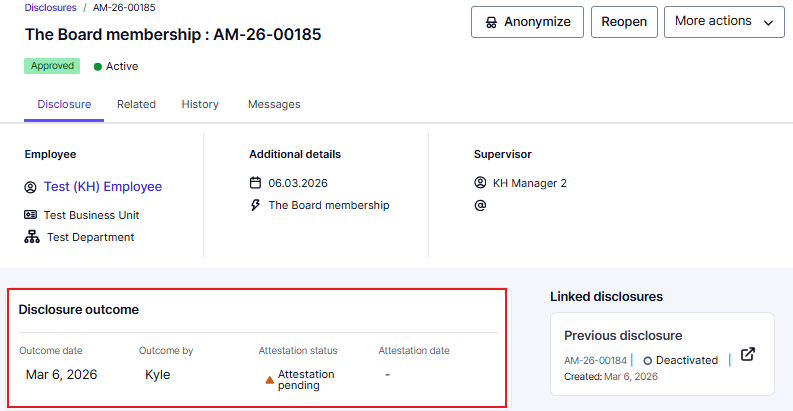 Disclosures / AM-26-00185
The Board membership : AM-26-00185
Anonymize
Reopen
More actions
Approved
Active
Disclosure
Related
History
Messages
Employee
Test (KH) Employee
Test Business Unit
Test Department
Additional details
06.03.2026
The Board membership
Supervisor
KH Manager 2
@
Disclosure outcome
Outcome date
Mar 6, 2026
Outcome by
Kyle
Attestation status
Attestation
pending
Attestation date
-
Linked disclosures
Previous disclosure
AM-26-00184 | Deactivated |
Created: Mar 6, 2026